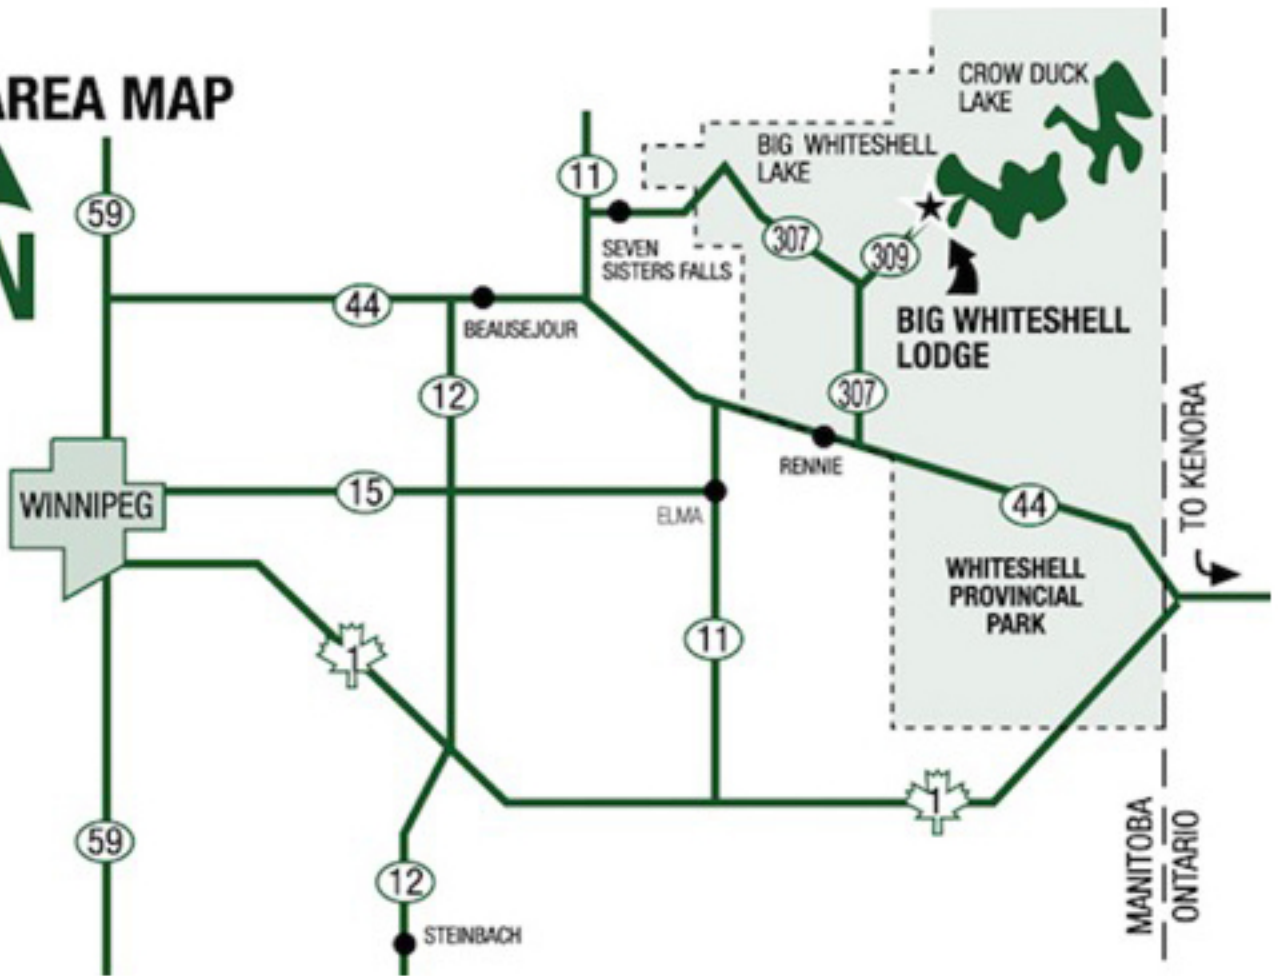 AREA MAP
N
CROW DUCK
LAKE
BIG WHITESHELL
LAKE
11
59
307
309
SEVEN
SISTERS FALLS
44
BEAUSEJOUR
BIG WHITESHELL
LODGE
12
307
TO KENORA
RENNIE
WINNIPEG
15
ELMA
44
WHITESHELL
PROVINCIAL
PARK
11
1
1
59
MANITOBA
ONTARIO
12
STEINBACH